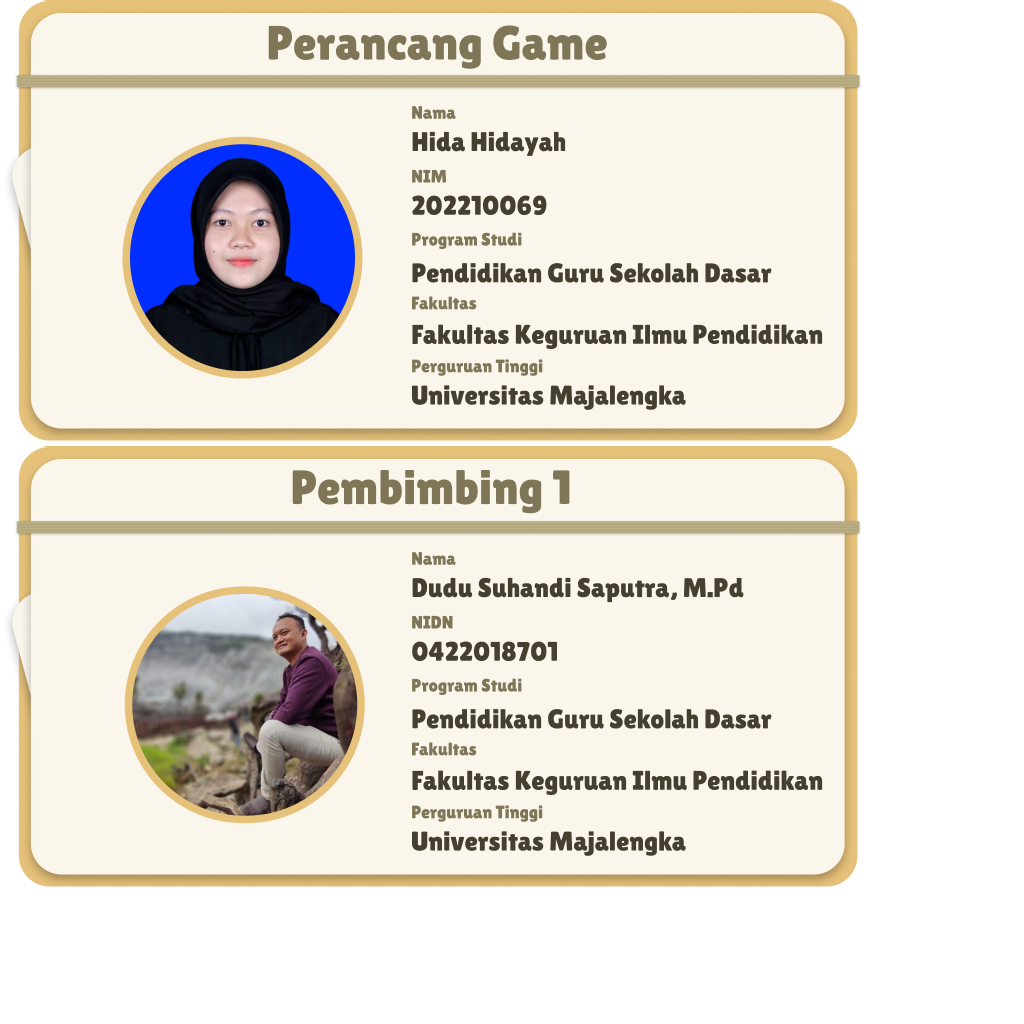 Perancang Game
Nama
Hida Hidayah
NIM
202210069
Program Studi
Pendidikan Guru Sekolah Dasar
Fakultas
Fakultas Keguruan Ilmu Pendidikan
Perguruan Tinggi
Universitas Majalengka
Pembimbing 1
Nama
Dudu Suhandi Saputra, M.Pd
NIDN
0422018701
Program Studi
Pendidikan Guru Sekolah Dasar
Fakultas
Fakultas Keguruan Ilmu Pendidikan
Perguruan Tinggi
Universitas Majalengka